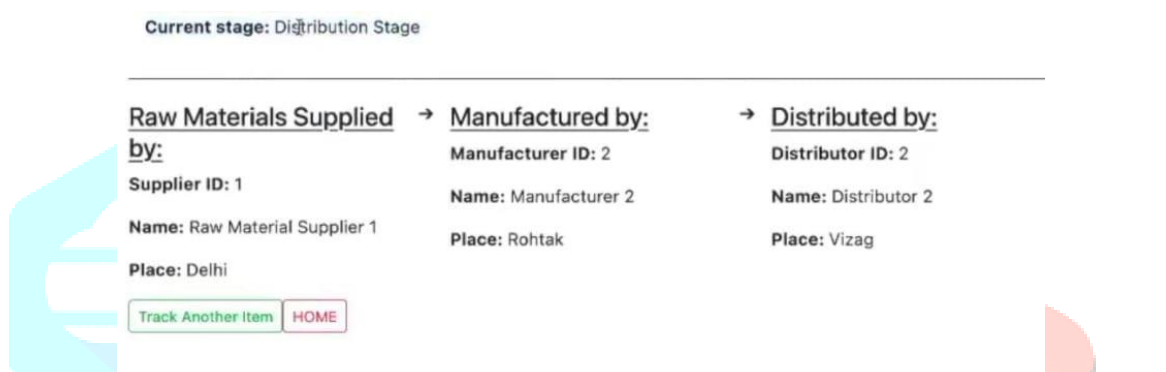 Current stage: Distribution Stage
Raw Materials Supplied by:
Supplier ID: 1
Name: Raw Material Supplier 1
Place: Delhi
→ Manufactured by:
Manufacturer ID: 2
Name: Manufacturer 2
Place: Rohtak
→ Distributed by:
Distributor ID: 2
Name: Distributor 2
Place: Vizag
Track Another Item
HOME